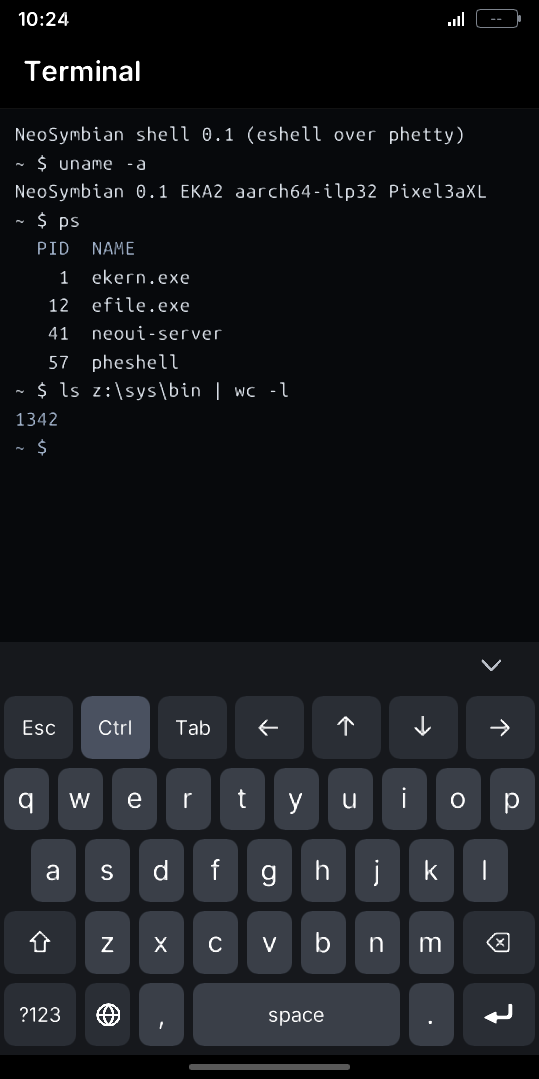 10:24
--
Terminal
NeoSymbian shell 0.1 (eshell over phetty)
~ $ uname -a
NeoSymbian 0.1 EKA2 aarch64-ilp32 Pixel3aXL
~ $ ps
PID NAME
1 ekern.exe
12 efile.exe
41 neoui-server
57 pheshell
~ $ ls z:\sys\bin | wc -l
1342
~ $
Esc Ctrl Tab ← ↑ ↓ →
q w e r t y u i o p
a s d f g h j k l
z x c v b n m
?123 , space .